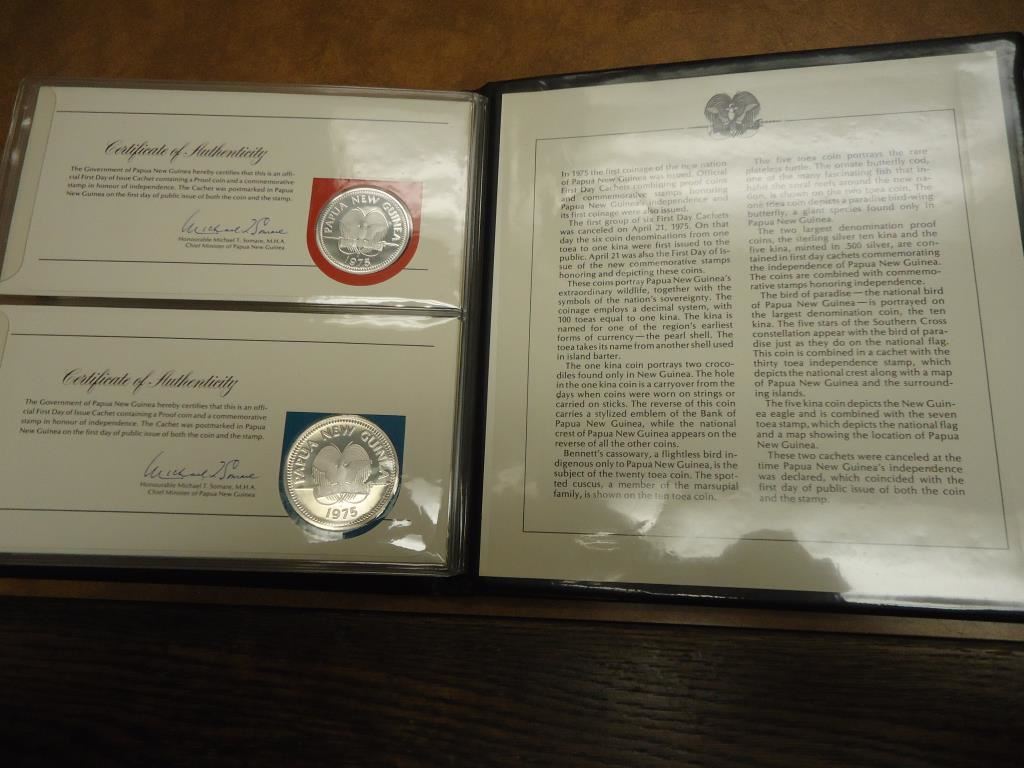 Certificate of Authenticity
The Government of Papua New Guinea hereby certifies that this is an offi-
cial First Day of Issue Cachet containing a Proof coin and a commemorative
stamp in honour of independence. The Cachet was postmarked in Papua
New Guinea on the first day of public issue of both the coin and the stamp.
Michael T Somare
Honourable Michael T. Somare, M.H.A.
Chief Minister of Papua New Guinea
PAPUA NEW GUINEA
1975
Certificate of Authenticity
The Government of Papua New Guinea hereby certifies that this is an offi-
cial First Day of Issue Cachet containing a Proof coin and a commemorative
stamp in honour of independence. The Cachet was postmarked in Papua
New Guinea on the first day of public issue of both the coin and the stamp.
Michael T Somare
Honourable Michael T. Somare, M.H.A.
Chief Minister of Papua New Guinea
PAPUA NEW GUINEA
1975
In 1975 the first coinage of the new nation
of Papua New Guinea was issued. Official
First Day Cachets combining proof coins
and commemorative stamps honoring
Papua New Guinea's independence and
its first coinage were also issued.
The first group of six First Day Cachets
was canceled on April 21, 1975. On that
day the six coin denominations from one
toea to one kina were first issued to the
public. April 21 was also the First Day of Is-
sue of the new commemorative stamps
honoring and depicting these coins.
These coins portray Papua New Guinea's
extraordinary wildlife, together with the
symbols of the nation's sovereignty. The
coinage employs a decimal system, with
100 toeas equal to one kina. The kina is
named for one of the region's earliest
forms of currency—the pearl shell. The
toea takes its name from another shell used
in island barter.
The one kina coin portrays two croco-
diles found only in New Guinea. The hole
in the one kina coin is a carryover from the
days when coins were worn on strings or
carried on sticks. The reverse of this coin
carries a stylized emblem of the Bank of
Papua New Guinea, while the national
crest of Papua New Guinea appears on the
reverse of all the other coins.
Bennett's cassowary, a flightless bird in-
digenous only to Papua New Guinea, is the
subject of the twenty toea coin. The spot-
ted cuscus, a member of the marsupial
family, is shown on the ten toea coin.
The five toea coin portrays the rare
plateless turtle. The ornate butterfly cod,
one of the many fascinating fish that in-
habit the coral reefs around the new na-
tion, is shown on the two toea coin. The
one toea coin depicts a paradise bird-wing
butterfly, a giant species found only in
Papua New Guinea.
The two largest denomination proof
coins, the sterling silver ten kina and the
five kina, minted in .500 silver, are con-
tained in first day cachets commemorating
the independence of Papua New Guinea.
The coins are combined with commemo-
rative stamps honoring independence.
The bird of paradise—the national bird
of Papua New Guinea—is portrayed on
the largest denomination coin, the ten
kina. The five stars of the Southern Cross
constellation appear with the bird of para-
dise just as they do on the national flag.
This coin is combined in a cachet with the
thirty toea independence stamp, which
depicts the national crest along with a map
of Papua New Guinea and the surround-
ing islands.
The five kina coin depicts the New Guin-
ea eagle and is combined with the seven
toea stamp, which depicts the national flag
and a map showing the location of Papua
New Guinea.
These two cachets were canceled at the
time Papua New Guinea's independence
was declared, which coincided with the
first day of public issue of both the coin
and the stamp.